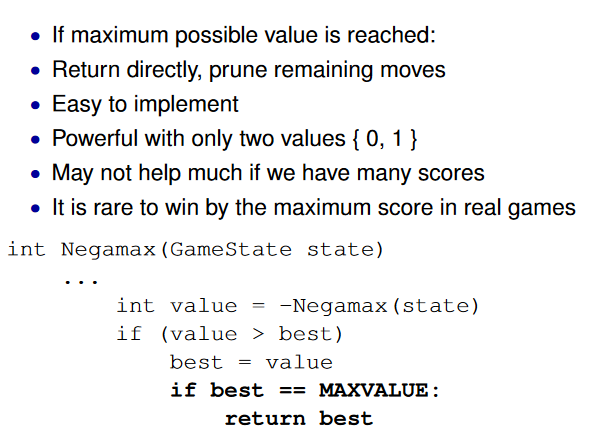 • If maximum possible value is reached:
• Return directly, prune remaining moves
• Easy to implement
• Powerful with only two values { 0, 1 }
• May not help much if we have many scores
• It is rare to win by the maximum score in real games
int Negamax(GameState state)
    ...
        int value = -Negamax(state)
        if (value > best)
            best = value
            if best == MAXVALUE:
                return best